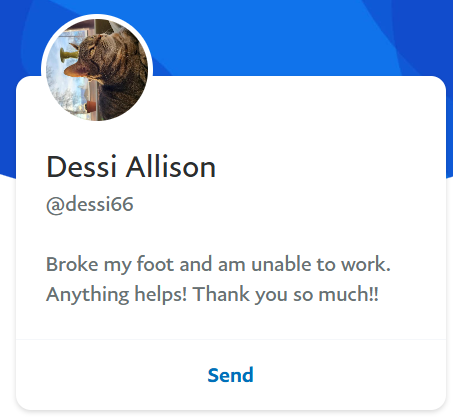 Dessi Allison
@dessi66
Broke my foot and am unable to work.
Anything helps! Thank you so much!!
Send